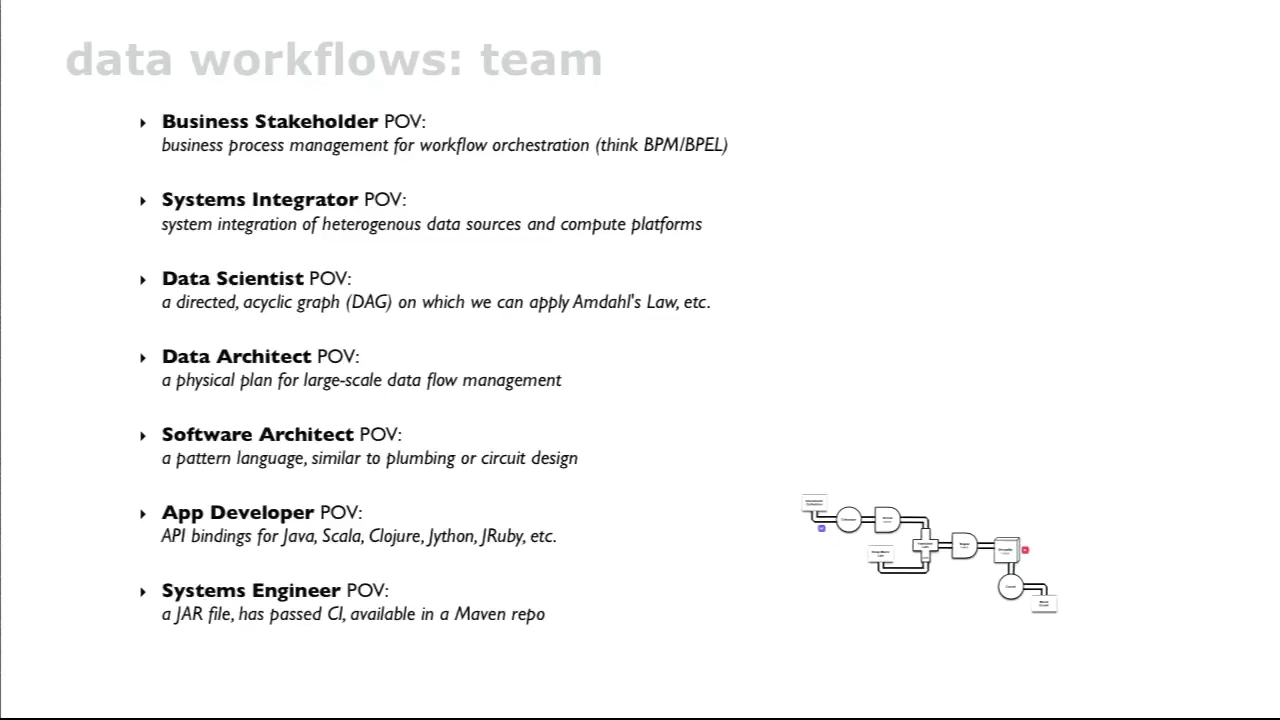 data workflows: team
Business Stakeholder POV:
business process management for workflow orchestration (think BPM/BPEL)
Systems Integrator POV:
system integration of heterogenous data sources and compute platforms
Data Scientist POV:
a directed, acyclic graph (DAG) on which we can apply Amdahl's Law, etc.
Data Architect POV:
a physical plan for large-scale data flow management
Software Architect POV:
a pattern language, similar to plumbing or circuit design
App Developer POV:
API bindings for Java, Scala, Clojure, Jython, JRuby, etc.
Systems Engineer POV:
a JAR file, has passed CI, available in a Maven repo